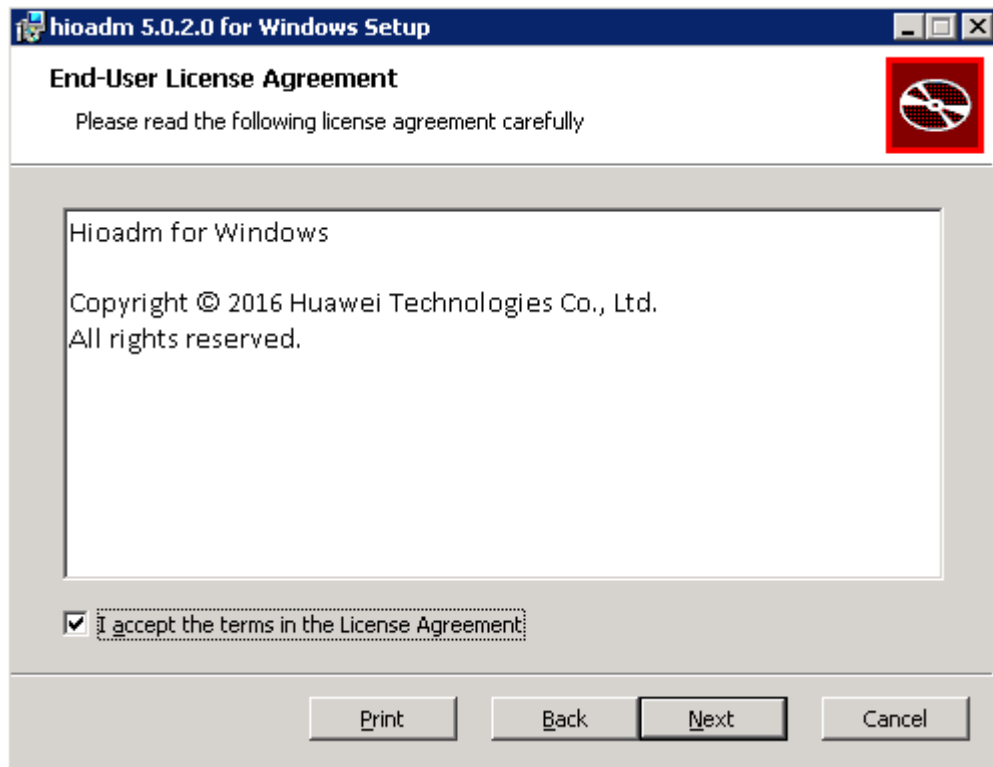 hioadm 5.0.2.0 for Windows Setup
End-User License Agreement
Please read the following license agreement carefully
Hioadm for Windows
Copyright © 2016 Huawei Technologies Co., Ltd.
All rights reserved.
I accept the terms in the License Agreement
Print Back Next Cancel